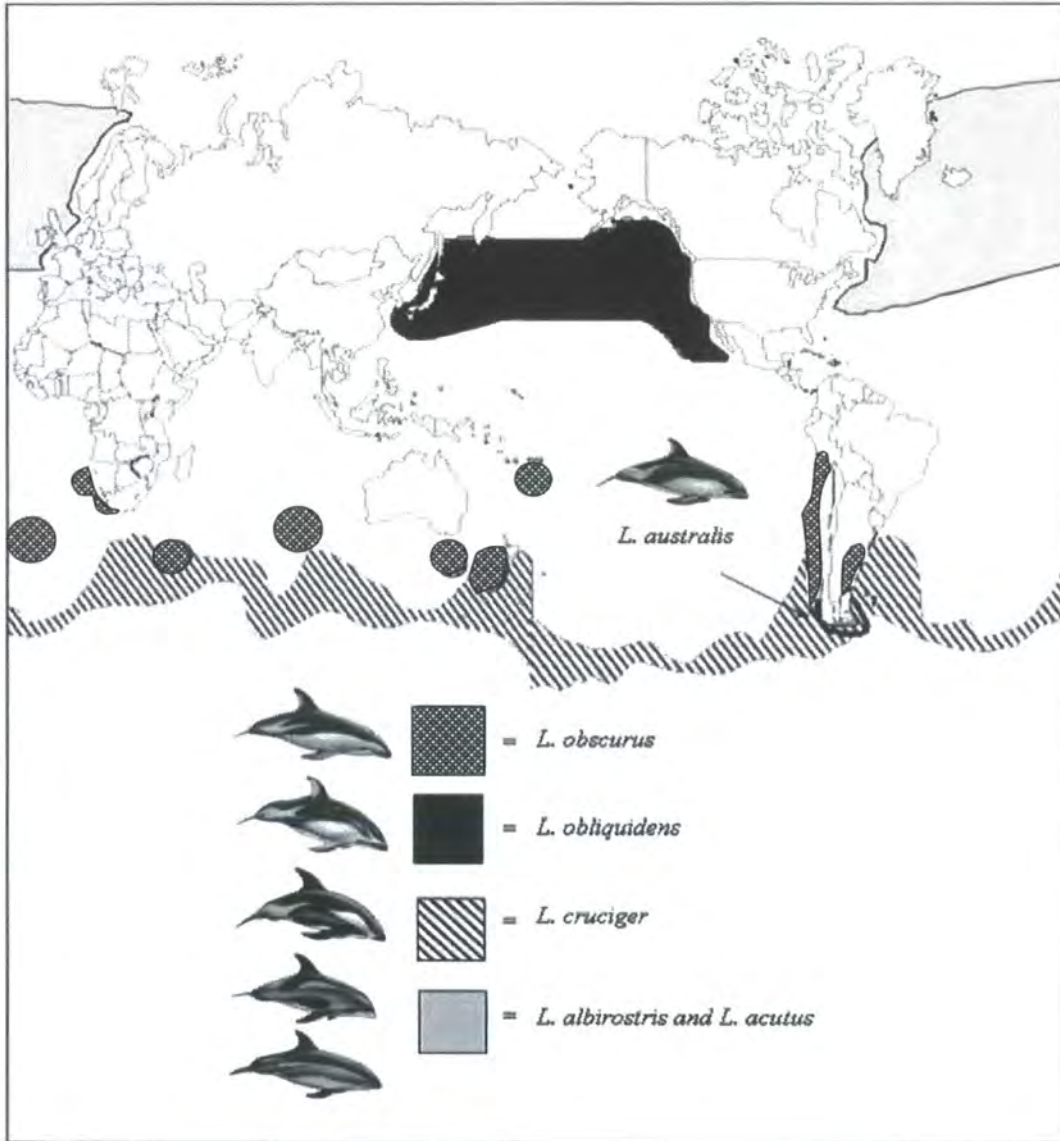 L. australis
= L. obscurus
= L. obliquidens
= L. cruciger
= L. albirostris and L. acutus